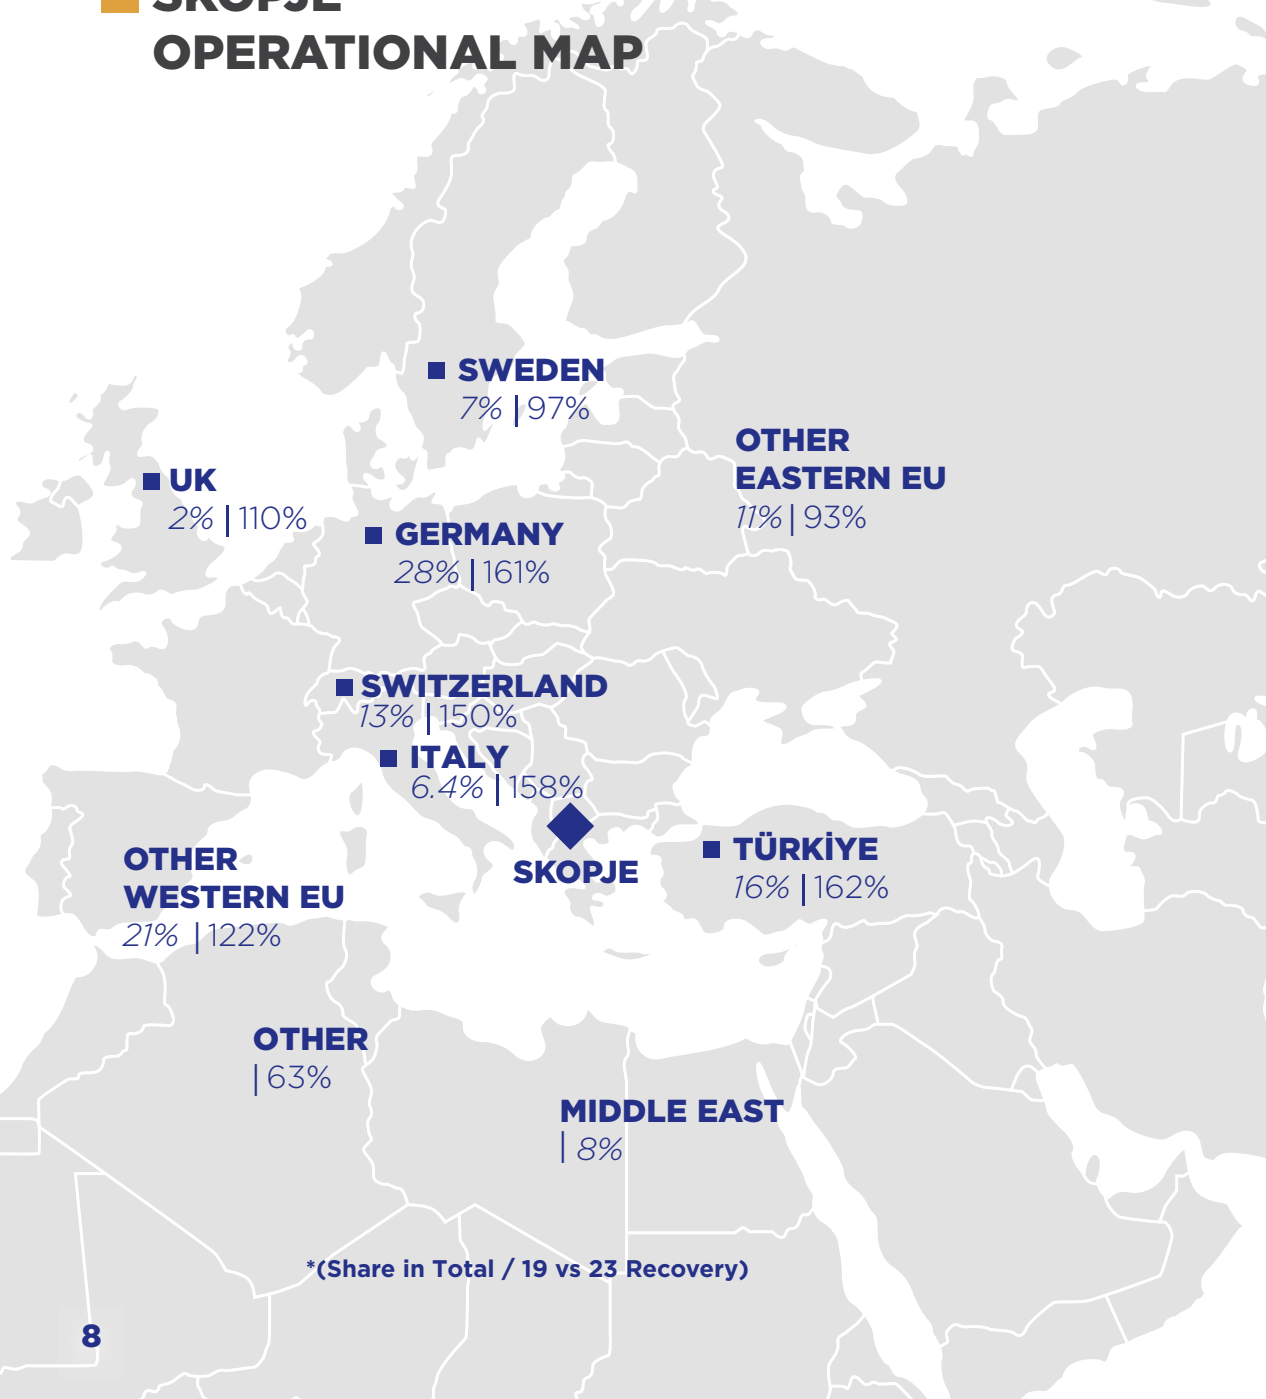 SKOPJE
OPERATIONAL MAP
SWEDEN
7% | 97%
OTHER
EASTERN EU
11% | 93%
UK
2% | 110%
GERMANY
28% | 161%
SWITZERLAND
13% | 150%
ITALY
6.4% | 158%
SKOPJE
TÜRKİYE
16% | 162%
OTHER
WESTERN EU
21% | 122%
OTHER
| 63%
MIDDLE EAST
| 8%
*(Share in Total / 19 vs 23 Recovery)
8